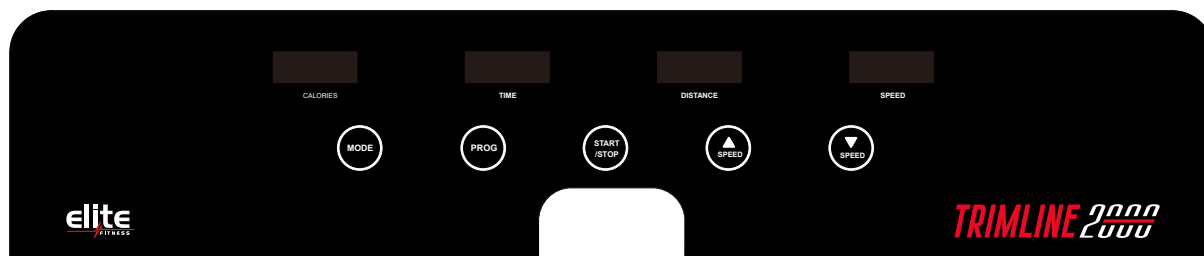 CALORIES
TIME
DISTANCE
SPEED
MODE
PROG
START
/STOP
SPEED
SPEED
elite
FITNESS
TRIMLINE 2000